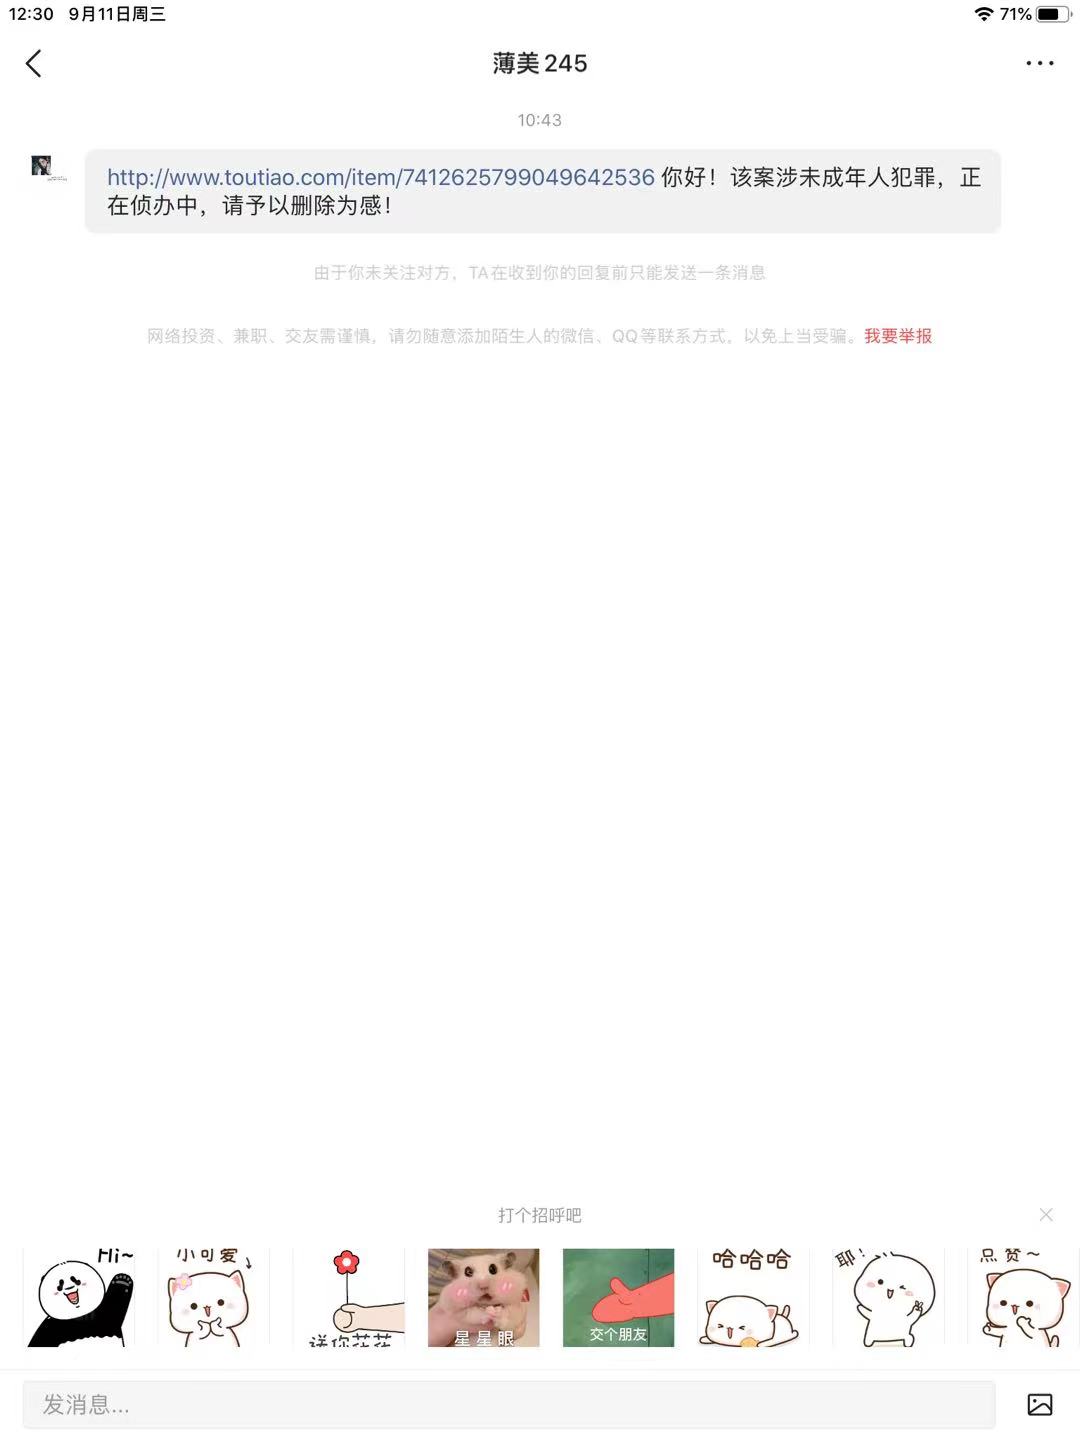 12:30 9月11日周三
71%
薄美245
10:43
http://www.toutiao.com/item/7412625799049642536 你好！该案涉未成年人犯罪，正
在侦办中，请予以删除为感！
由于你未关注对方，TA在收到你的回复前只能发送一条消息
网络投资、兼职、交友需谨慎，请勿随意添加陌生人的微信、QQ等联系方式，以免上当受骗。我要举报
打个招呼吧
Hi~
小可爱
送你花花
星星眼
交个朋友
哈哈哈
耶！
点赞~
发消息...